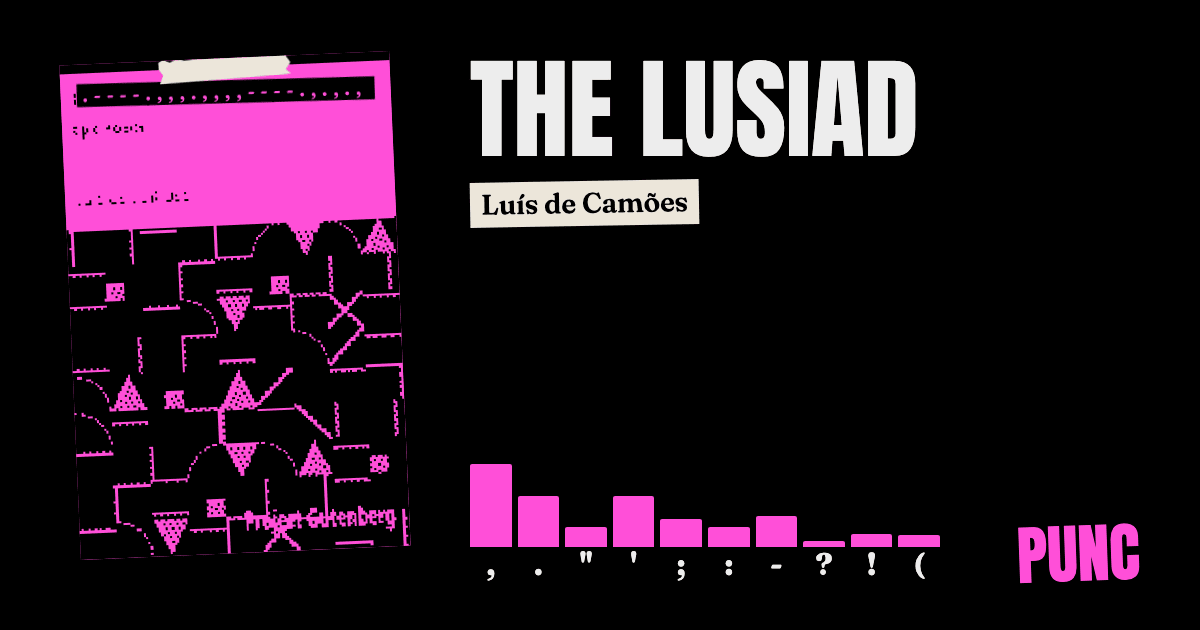 THE LUSIAD
Luís de Camões
, . " ' ; : - ? ! (
PUNC
Project Gutenberg